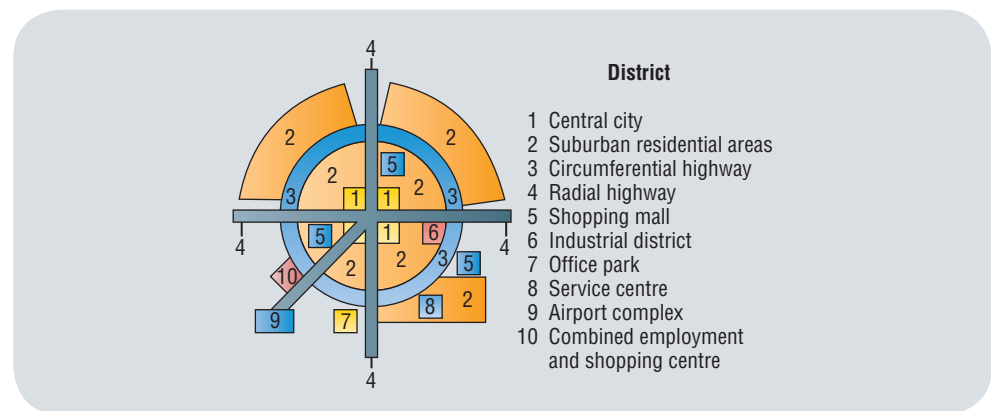 4
District
1 Central city
2 Suburban residential areas
3 Circumferential highway
4 Radial highway
5 Shopping mall
6 Industrial district
7 Office park
8 Service centre
9 Airport complex
10 Combined employment
and shopping centre
2
2
5
2
2
3
1
1
3
5
1
6
4
4
2
2
3
5
10
8
2
9
7
4